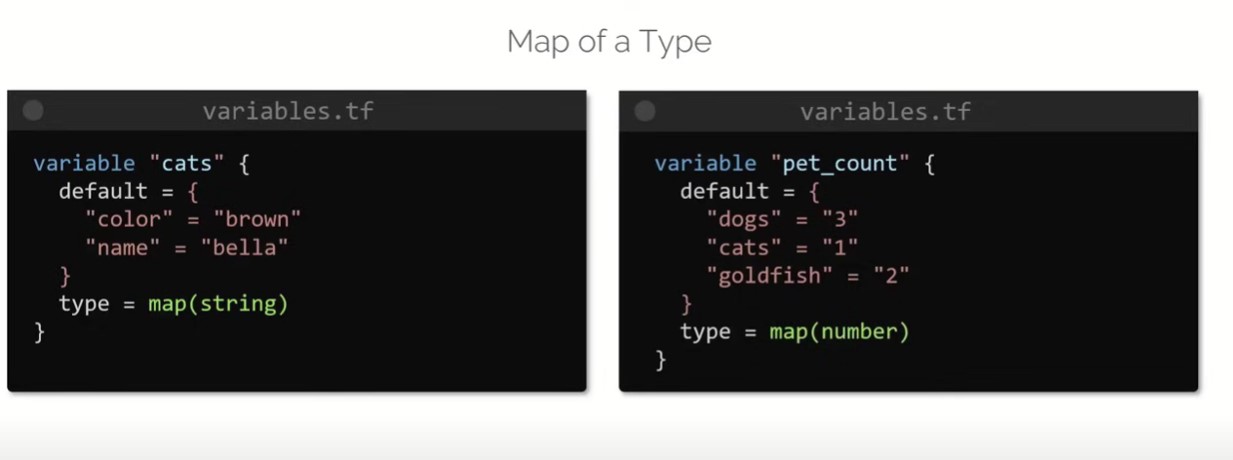 Map of a Type
variables.tf
variable "cats" {
  default = {
    "color" = "brown"
    "name" = "bella"
  }
  type = map(string)
}
variables.tf
variable "pet_count" {
  default = {
    "dogs" = "3"
    "cats" = "1"
    "goldfish" = "2"
  }
  type = map(number)
}